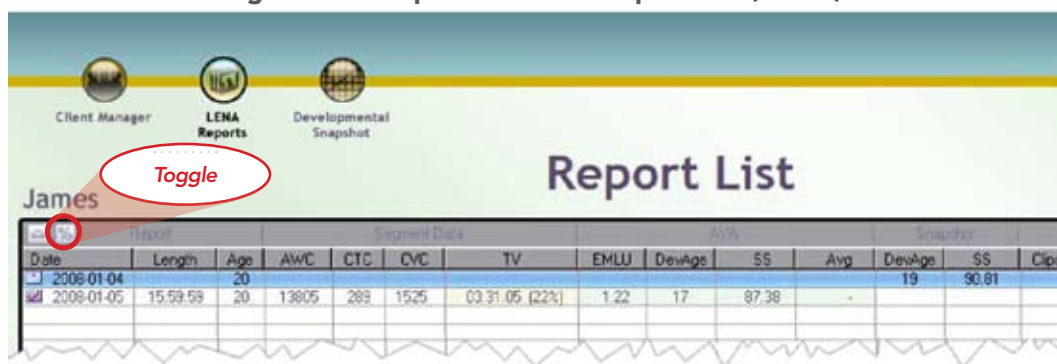 Client Manager
LENA
Reports
Developmental
Snapshot
Toggle
Report List
James
% Report Segment Data AVA Snapshot
Date Length Age AWC CTC CVC TV EMLU DevAge SS Avg DevAge SS
2008-01-04 20 19 90.81
2008-01-05 15:59:59 20 13805 289 1525 03:31:05 (22%) 1.22 17 87.38 -